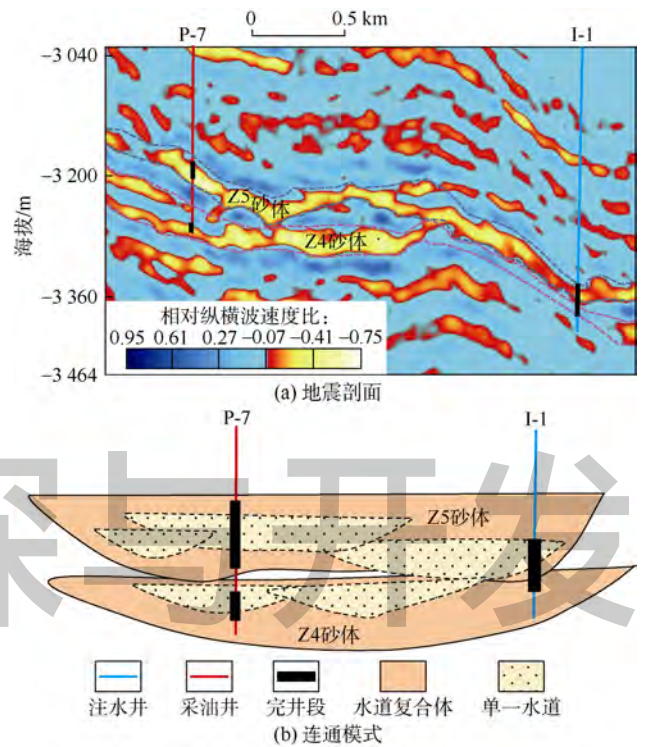 0 0.5 km
P-7 I-1
-3 040
-3 200
-3 360
-3 464
海拔/m
Z5砂体
Z4砂体
相对纵横波速度比：
0.95 0.61 0.27 -0.07 -0.41 -0.75
(a) 地震剖面
P-7 I-1
Z5砂体
Z4砂体
注水井 采油井 完井段 水道复合体 单一水道
(b) 连通模式
探与开发